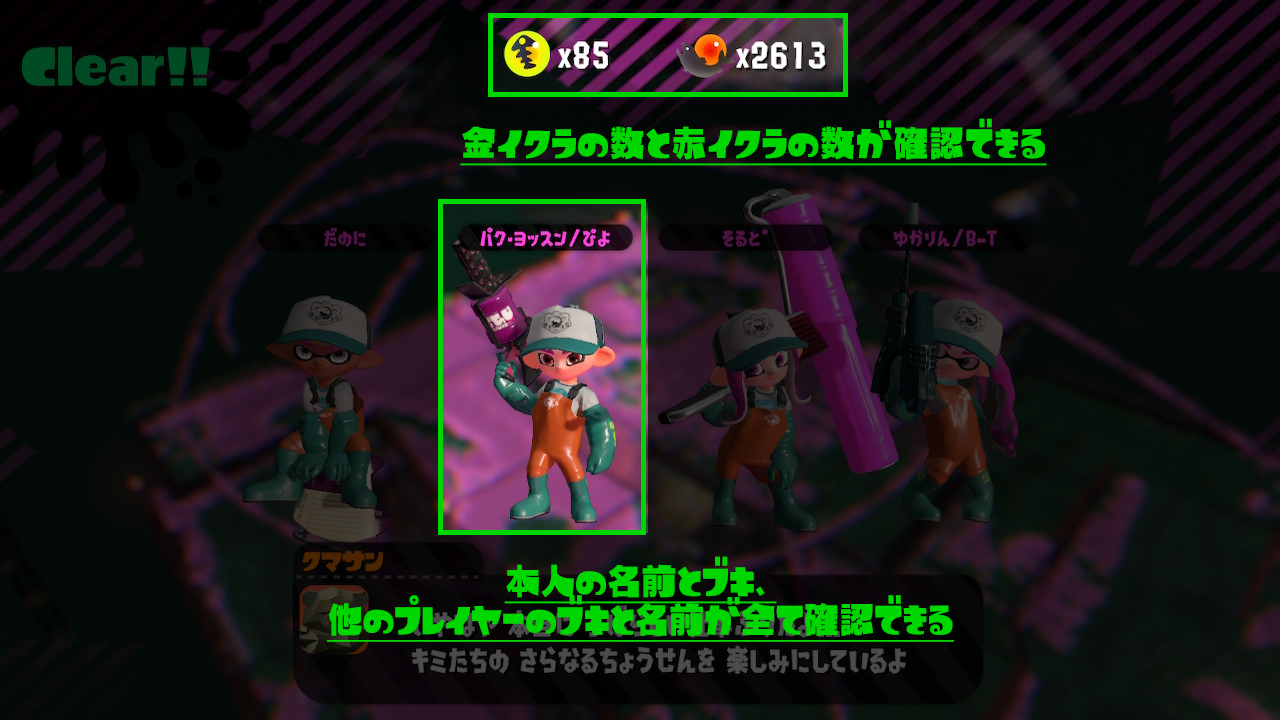 Clear!!
x85 x2613
金イクラの数と赤イクラの数が確認できる
だのに パク・ヨッスン/ぴよ そると° ゆかりん/B-T
クマサン
本人の名前とブキ、
他のプレイヤーのブキと名前が全て確認できる
キミたちの さらなるちょうせんを 楽しみにしているよ